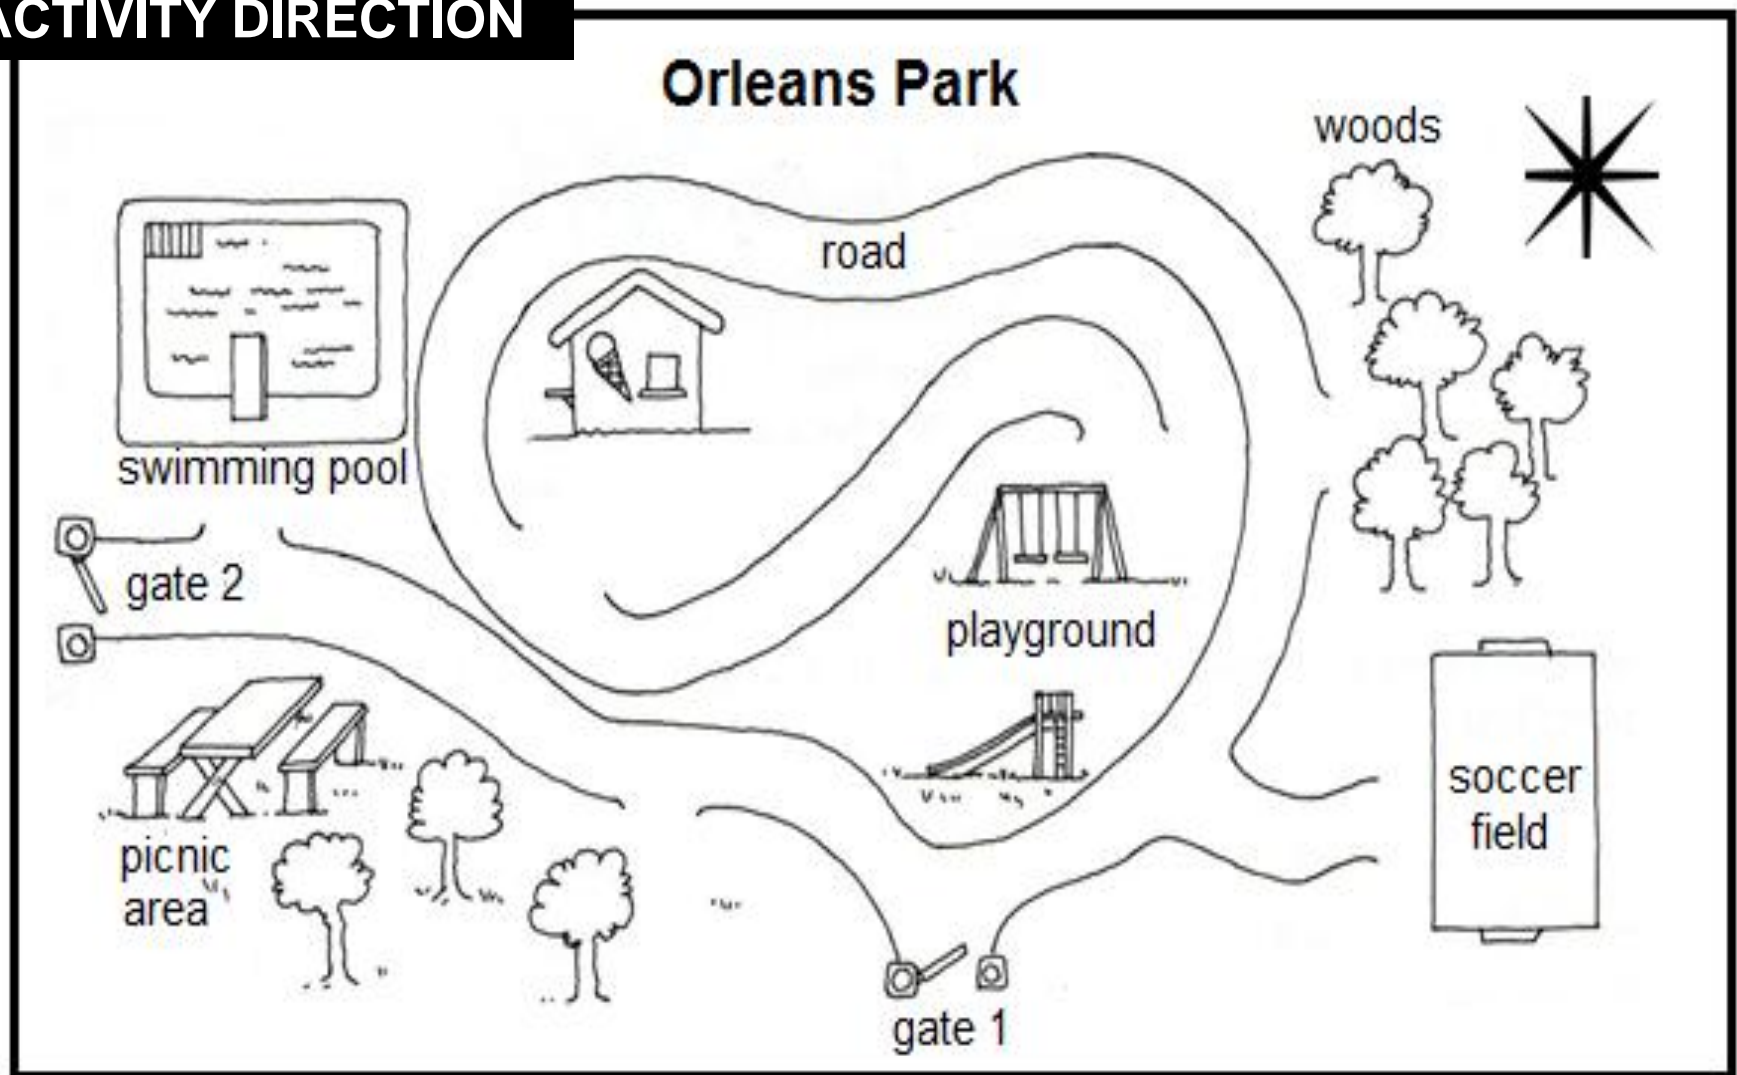 ACTIVITY DIRECTION
Orleans Park
woods
road
swimming pool
gate 2
playground
soccer
field
picnic
area
gate 1